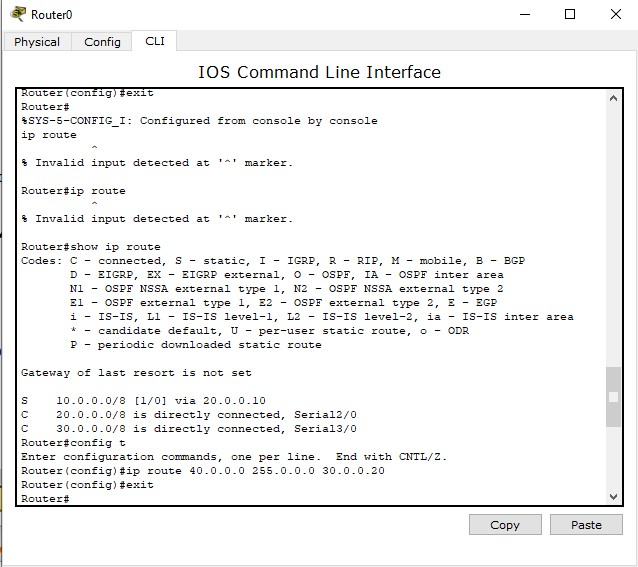 Router0
Physical Config CLI
IOS Command Line Interface
Router(config)#exit
Router#
%SYS-5-CONFIG_I: Configured from console by console
ip route
^
% Invalid input detected at '^' marker.
Router#ip route
^
% Invalid input detected at '^' marker.
Router#show ip route
Codes: C - connected, S - static, I - IGRP, R - RIP, M - mobile, B - BGP
D - EIGRP, EX - EIGRP external, O - OSPF, IA - OSPF inter area
N1 - OSPF NSSA external type 1, N2 - OSPF NSSA external type 2
E1 - OSPF external type 1, E2 - OSPF external type 2, E - EGP
i - IS-IS, L1 - IS-IS level-1, L2 - IS-IS level-2, ia - IS-IS inter area
* - candidate default, U - per-user static route, o - ODR
P - periodic downloaded static route
Gateway of last resort is not set
S 10.0.0.0/8 [1/0] via 20.0.0.10
C 20.0.0.0/8 is directly connected, Serial2/0
C 30.0.0.0/8 is directly connected, Serial3/0
Router#config t
Enter configuration commands, one per line. End with CNTL/Z.
Router(config)#ip route 40.0.0.0 255.0.0.0 30.0.0.20
Router(config)#exit
Router#
Copy Paste